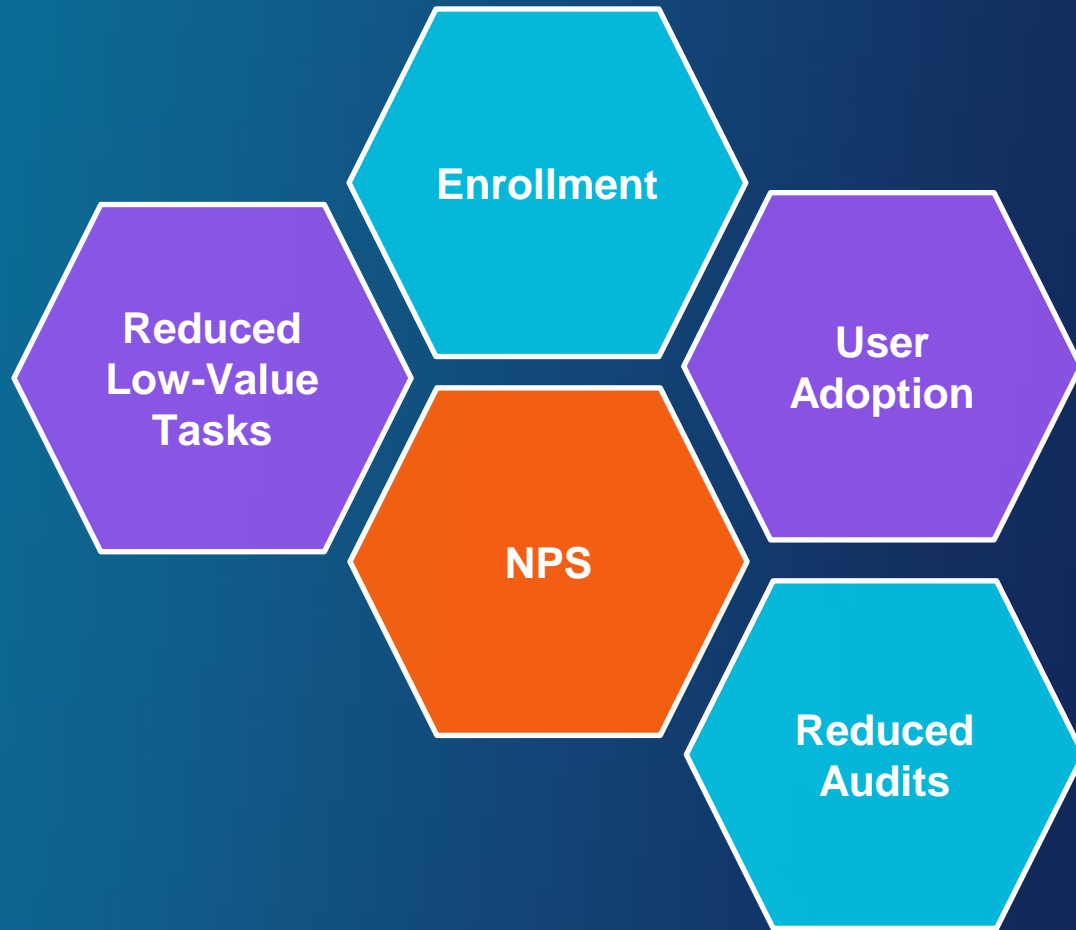 Enrollment
Reduced
Low-Value
Tasks
User
Adoption
NPS
Reduced
Audits